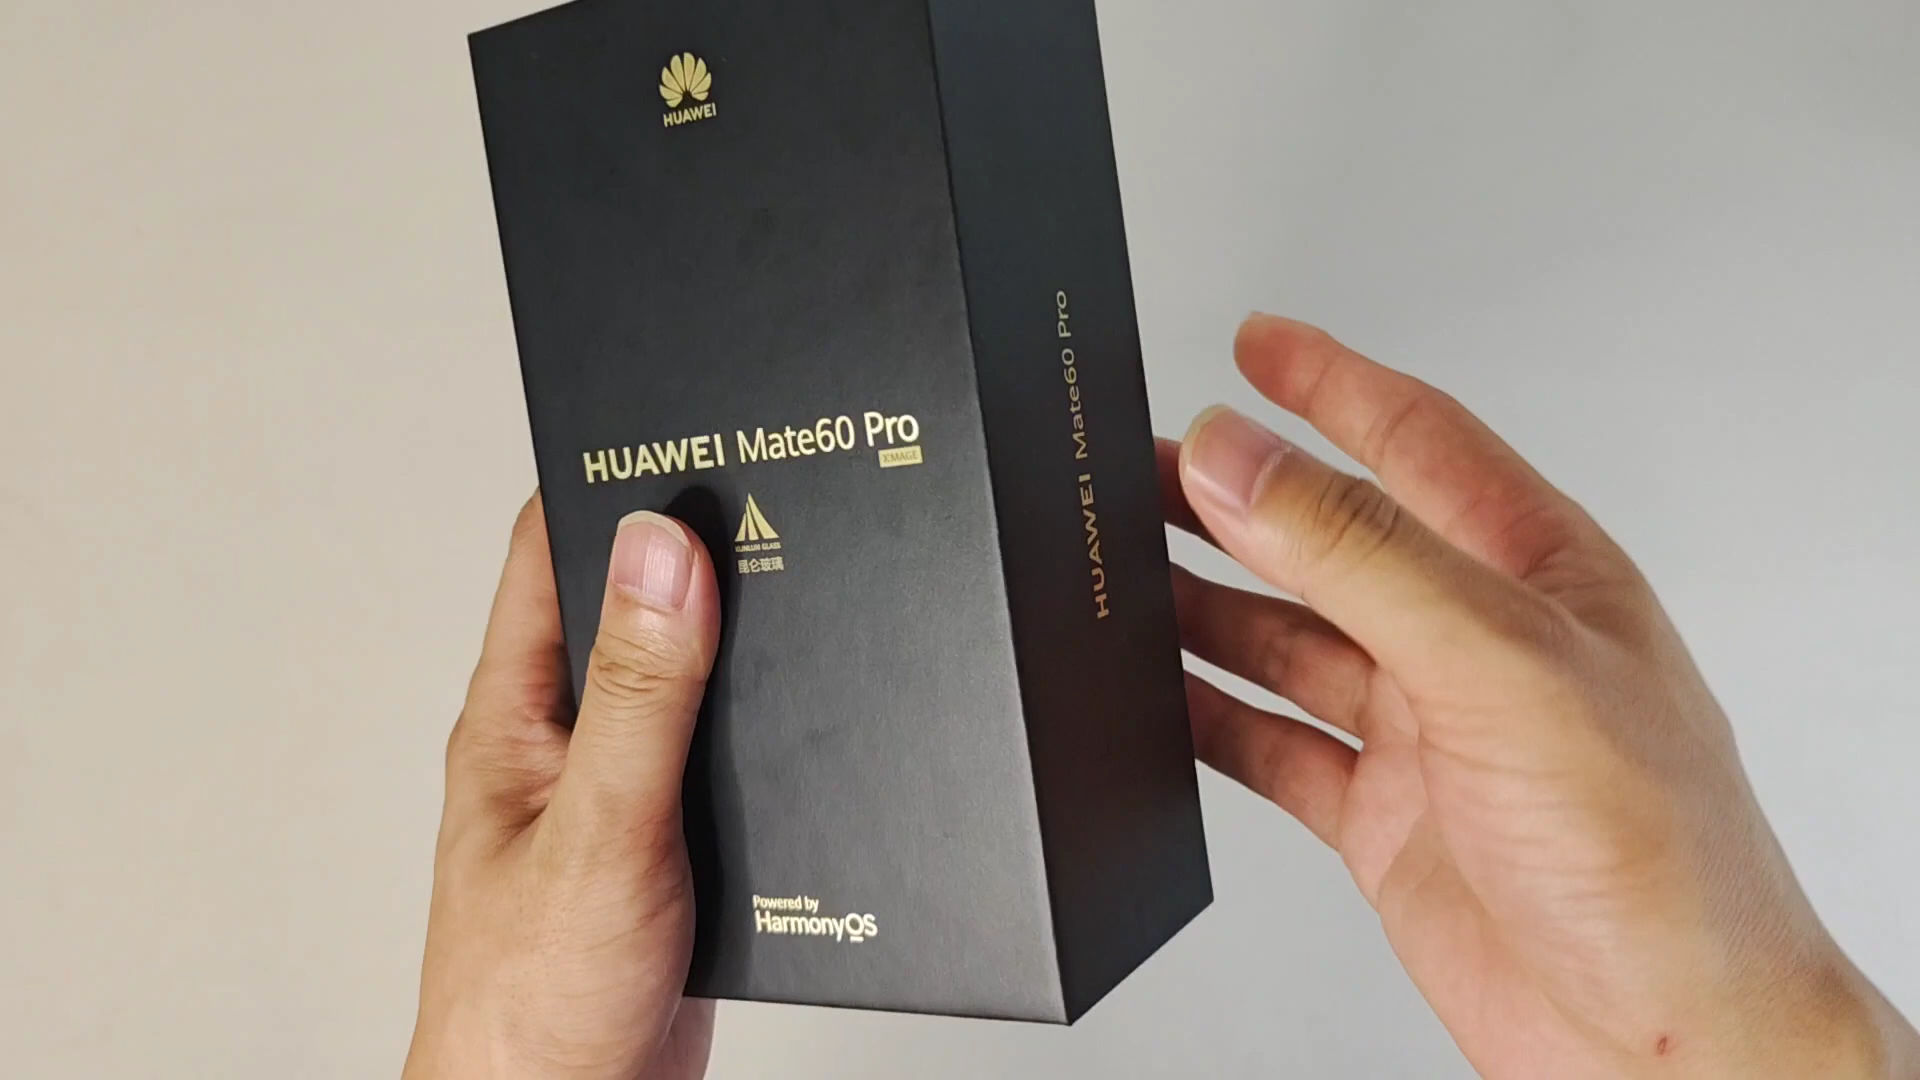 HUAWEI
HUAWEI Mate60 Pro
XMAGE
KUNLUN GLASS
昆仑玻璃
Powered by
HarmonyOS
HUAWEI Mate60 Pro